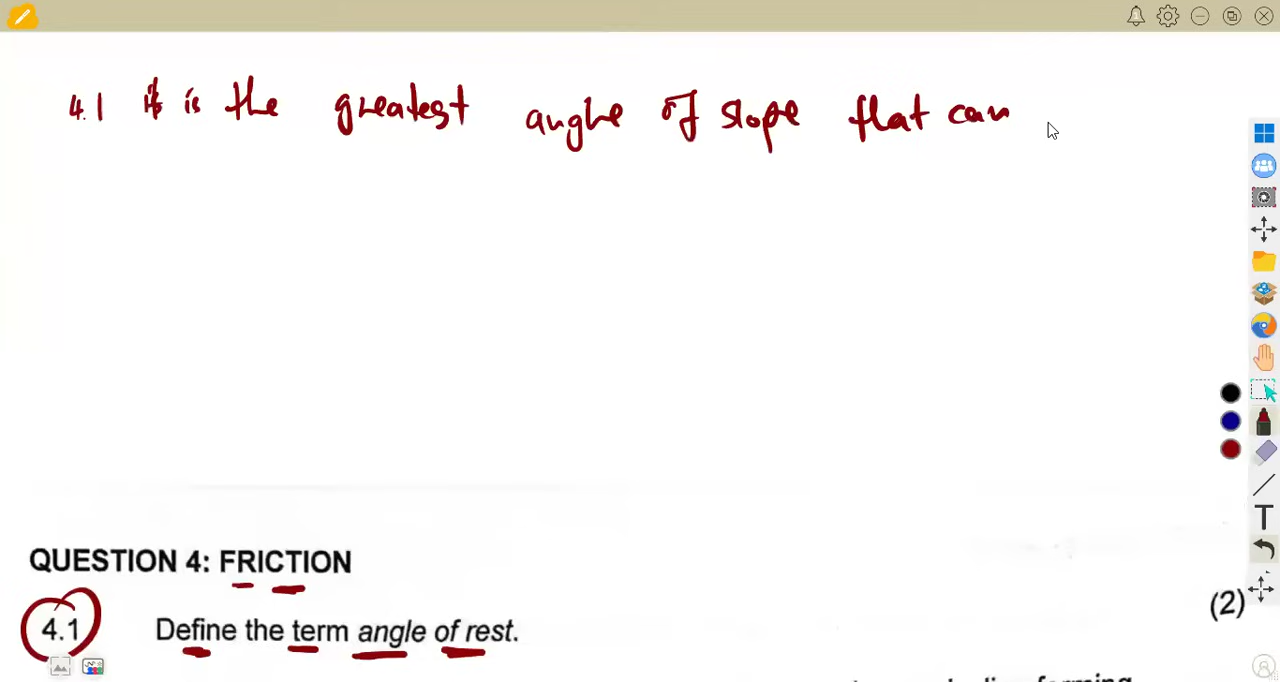 4.1 It is the greatest angle of slope that can
QUESTION 4: FRICTION
(2)
4.1 Define the term angle of rest.